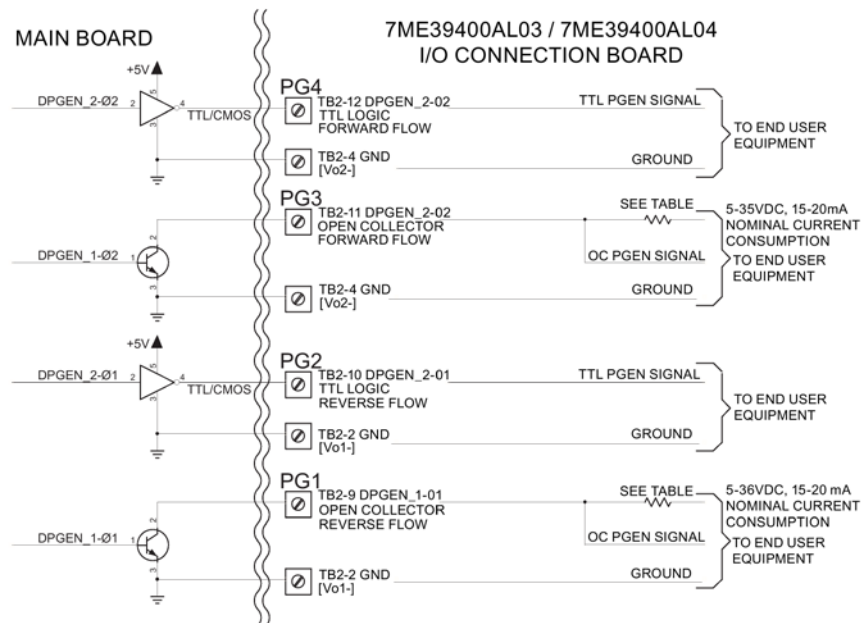 MAIN BOARD
7ME39400AL03 / 7ME39400AL04
I/O CONNECTION BOARD
+5V
DPGEN_2-Ø2
2
5
4
3
TTL/CMOS
PG4
TB2-12 DPGEN_2-02
TTL LOGIC
FORWARD FLOW
TTL PGEN SIGNAL
TO END USER
EQUIPMENT
TB2-4 GND
[Vo2-]
GROUND
PG3
TB2-11 DPGEN_2-02
OPEN COLLECTOR
FORWARD FLOW
SEE TABLE
5-35VDC, 15-20mA
NOMINAL CURRENT
CONSUMPTION
DPGEN_1-Ø2
1
2
3
OC PGEN SIGNAL
TO END USER
EQUIPMENT
TB2-4 GND
[Vo2-]
GROUND
+5V
DPGEN_2-Ø1
2
5
4
3
TTL/CMOS
PG2
TB2-10 DPGEN_2-01
TTL LOGIC
REVERSE FLOW
TTL PGEN SIGNAL
TO END USER
EQUIPMENT
TB2-2 GND
[Vo1-]
GROUND
PG1
TB2-9 DPGEN_1-01
OPEN COLLECTOR
REVERSE FLOW
SEE TABLE
5-36VDC, 15-20 mA
NOMINAL CURRENT
CONSUMPTION
DPGEN_1-Ø1
1
2
3
OC PGEN SIGNAL
TO END USER
EQUIPMENT
TB2-2 GND
[Vo1-]
GROUND